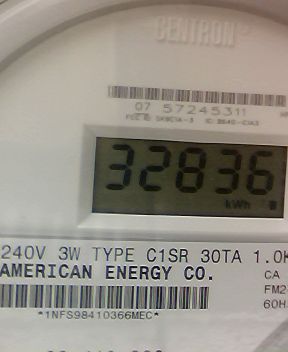 CENTRON
07 57245311
32836
kWh
240V 3W TYPE C1SR 30TA 1.0K
AMERICAN ENERGY CO. CA
FM2
60H
*1NFS98410366MEC*